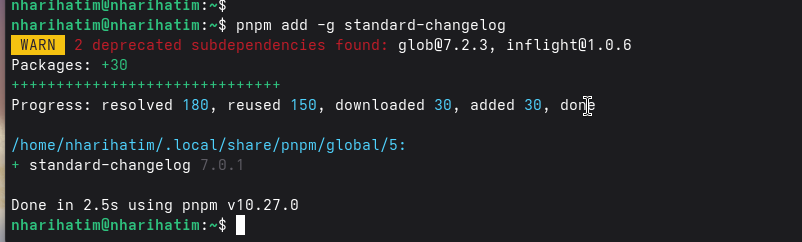 nharihatim@nharihatim:~$
nharihatim@nharihatim:~$ pnpm add -g standard-changelog
WARN 2 deprecated subdependencies found: glob@7.2.3, inflight@1.0.6
Packages: +30
++++++++++++++++++++++++++++++
Progress: resolved 180, reused 150, downloaded 30, added 30, done
/home/nharihatim/.local/share/pnpm/global/5:
+ standard-changelog 7.0.1
Done in 2.5s using pnpm v10.27.0
nharihatim@nharihatim:~$